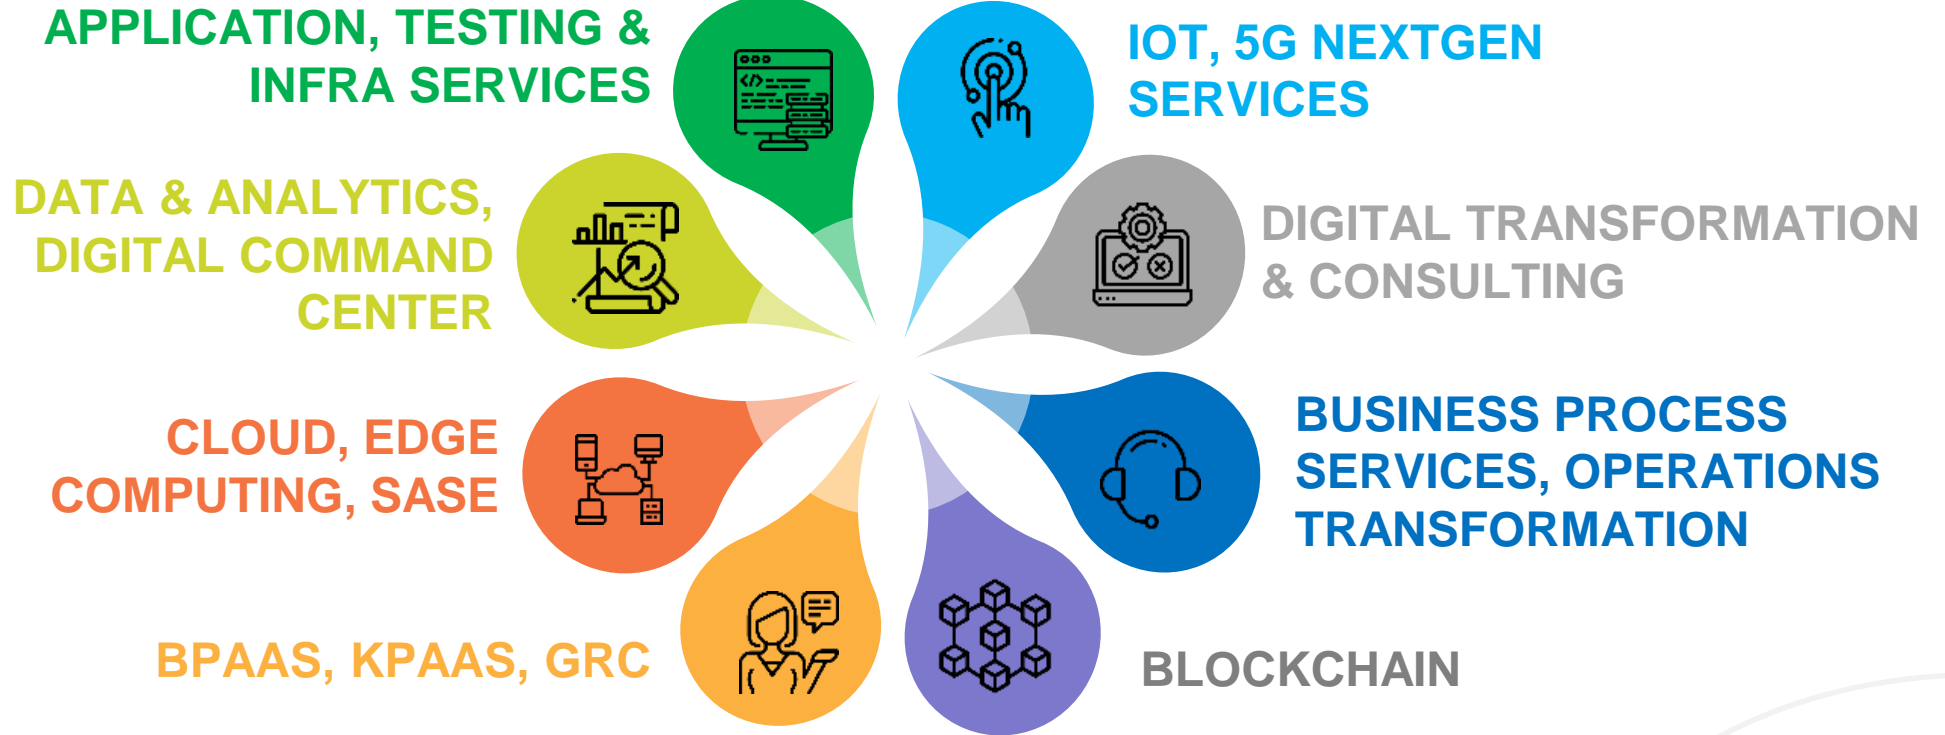 APPLICATION, TESTING &
INFRA SERVICES
IOT, 5G NEXTGEN
SERVICES
DATA & ANALYTICS,
DIGITAL COMMAND
CENTER
DIGITAL TRANSFORMATION
& CONSULTING
CLOUD, EDGE
COMPUTING, SASE
BUSINESS PROCESS
SERVICES, OPERATIONS
TRANSFORMATION
BPAAS, KPAAS, GRC
BLOCKCHAIN